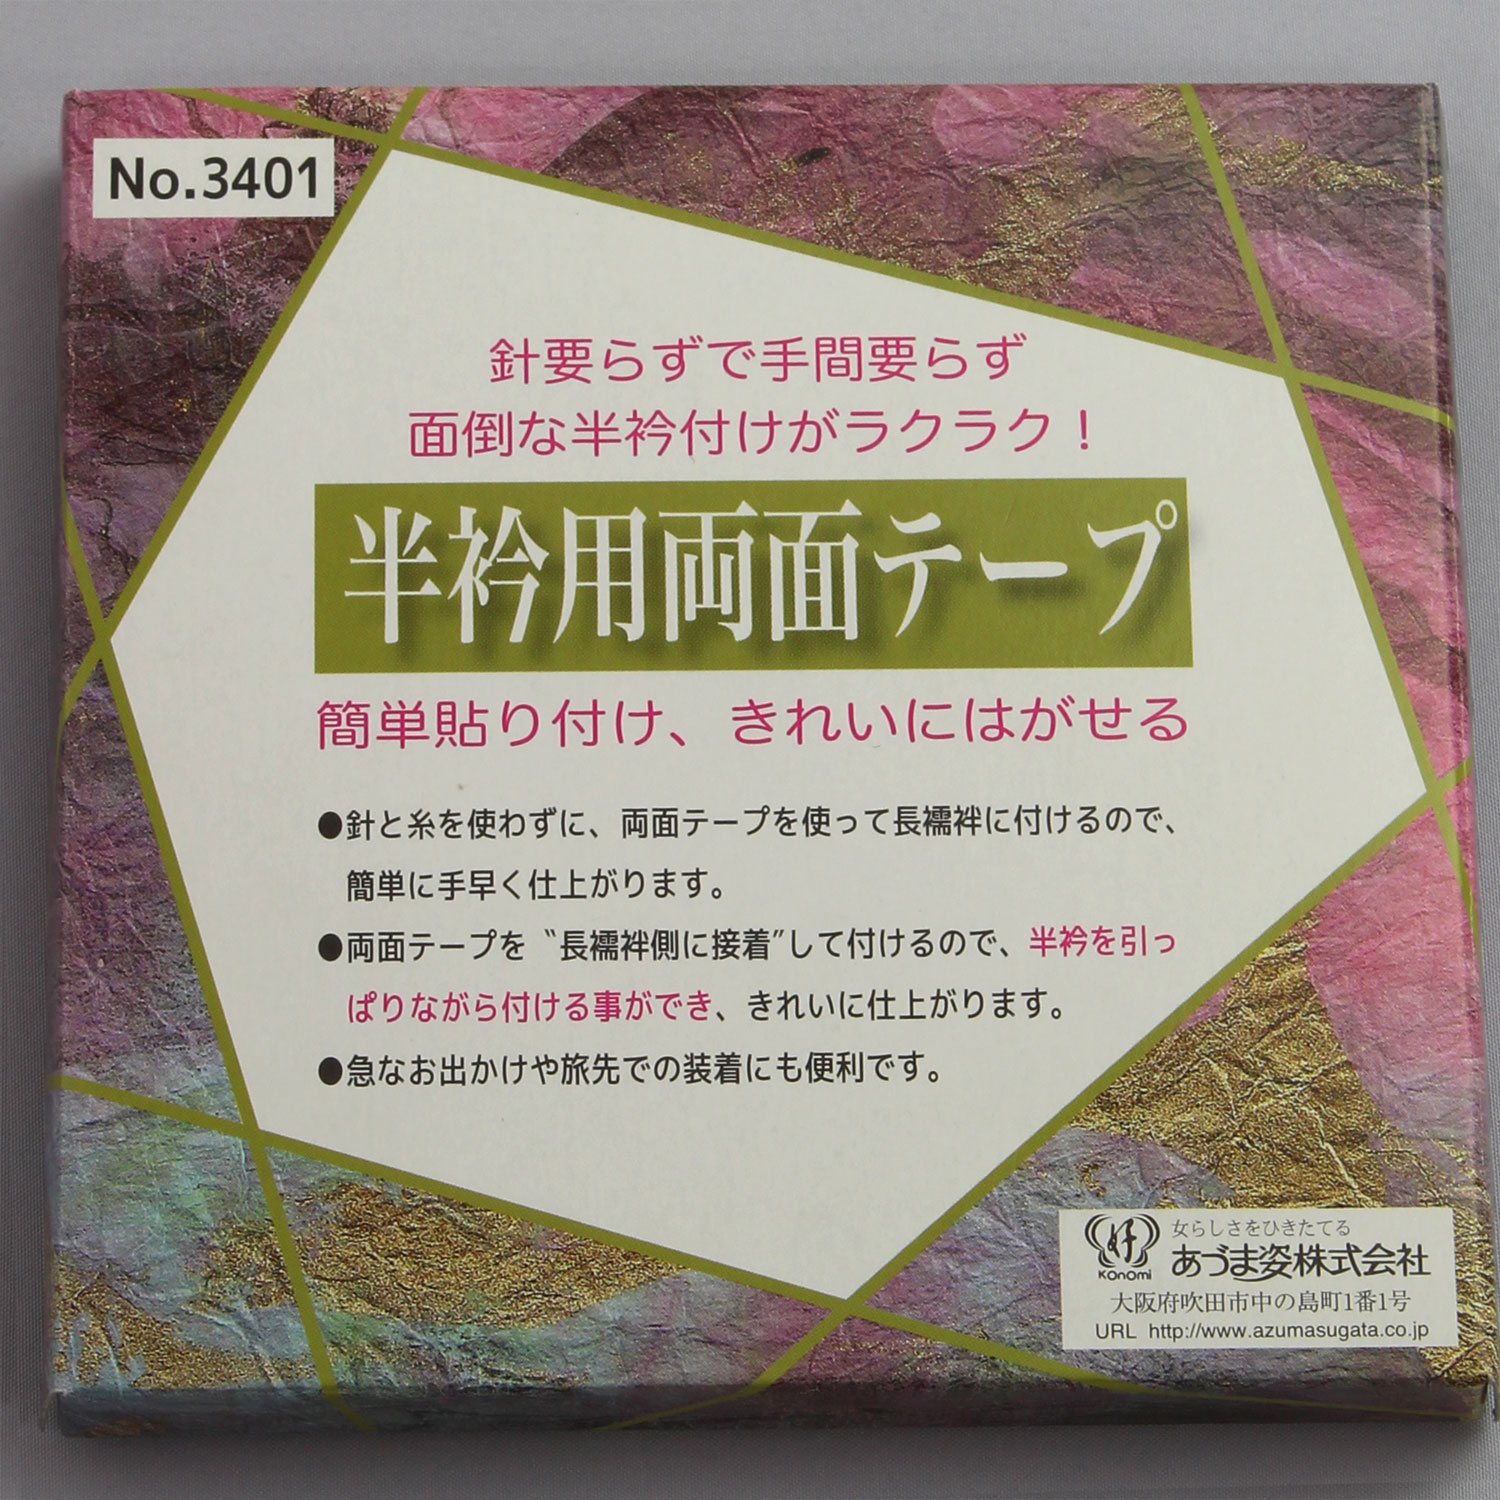 No.3401
針要らずで手間要らず
面倒な半衿付けがラクラク！
半衿用両面テープ
簡単貼り付け、きれいにはがせる
●針と糸を使わずに、両面テープを使って長襦袢に付けるので、
簡単に手早く仕上がります。
●両面テープを〝長襦袢側に接着″して付けるので、半衿を引っ
ぱりながら付ける事ができ、きれいに仕上がります。
●急なお出かけや旅先での装着にも便利です。
好 女らしさをひきたてる
KOnOmi あづま姿株式会社
大阪府吹田市中の島町1番1号
URL http://www.azumasugata.co.jp